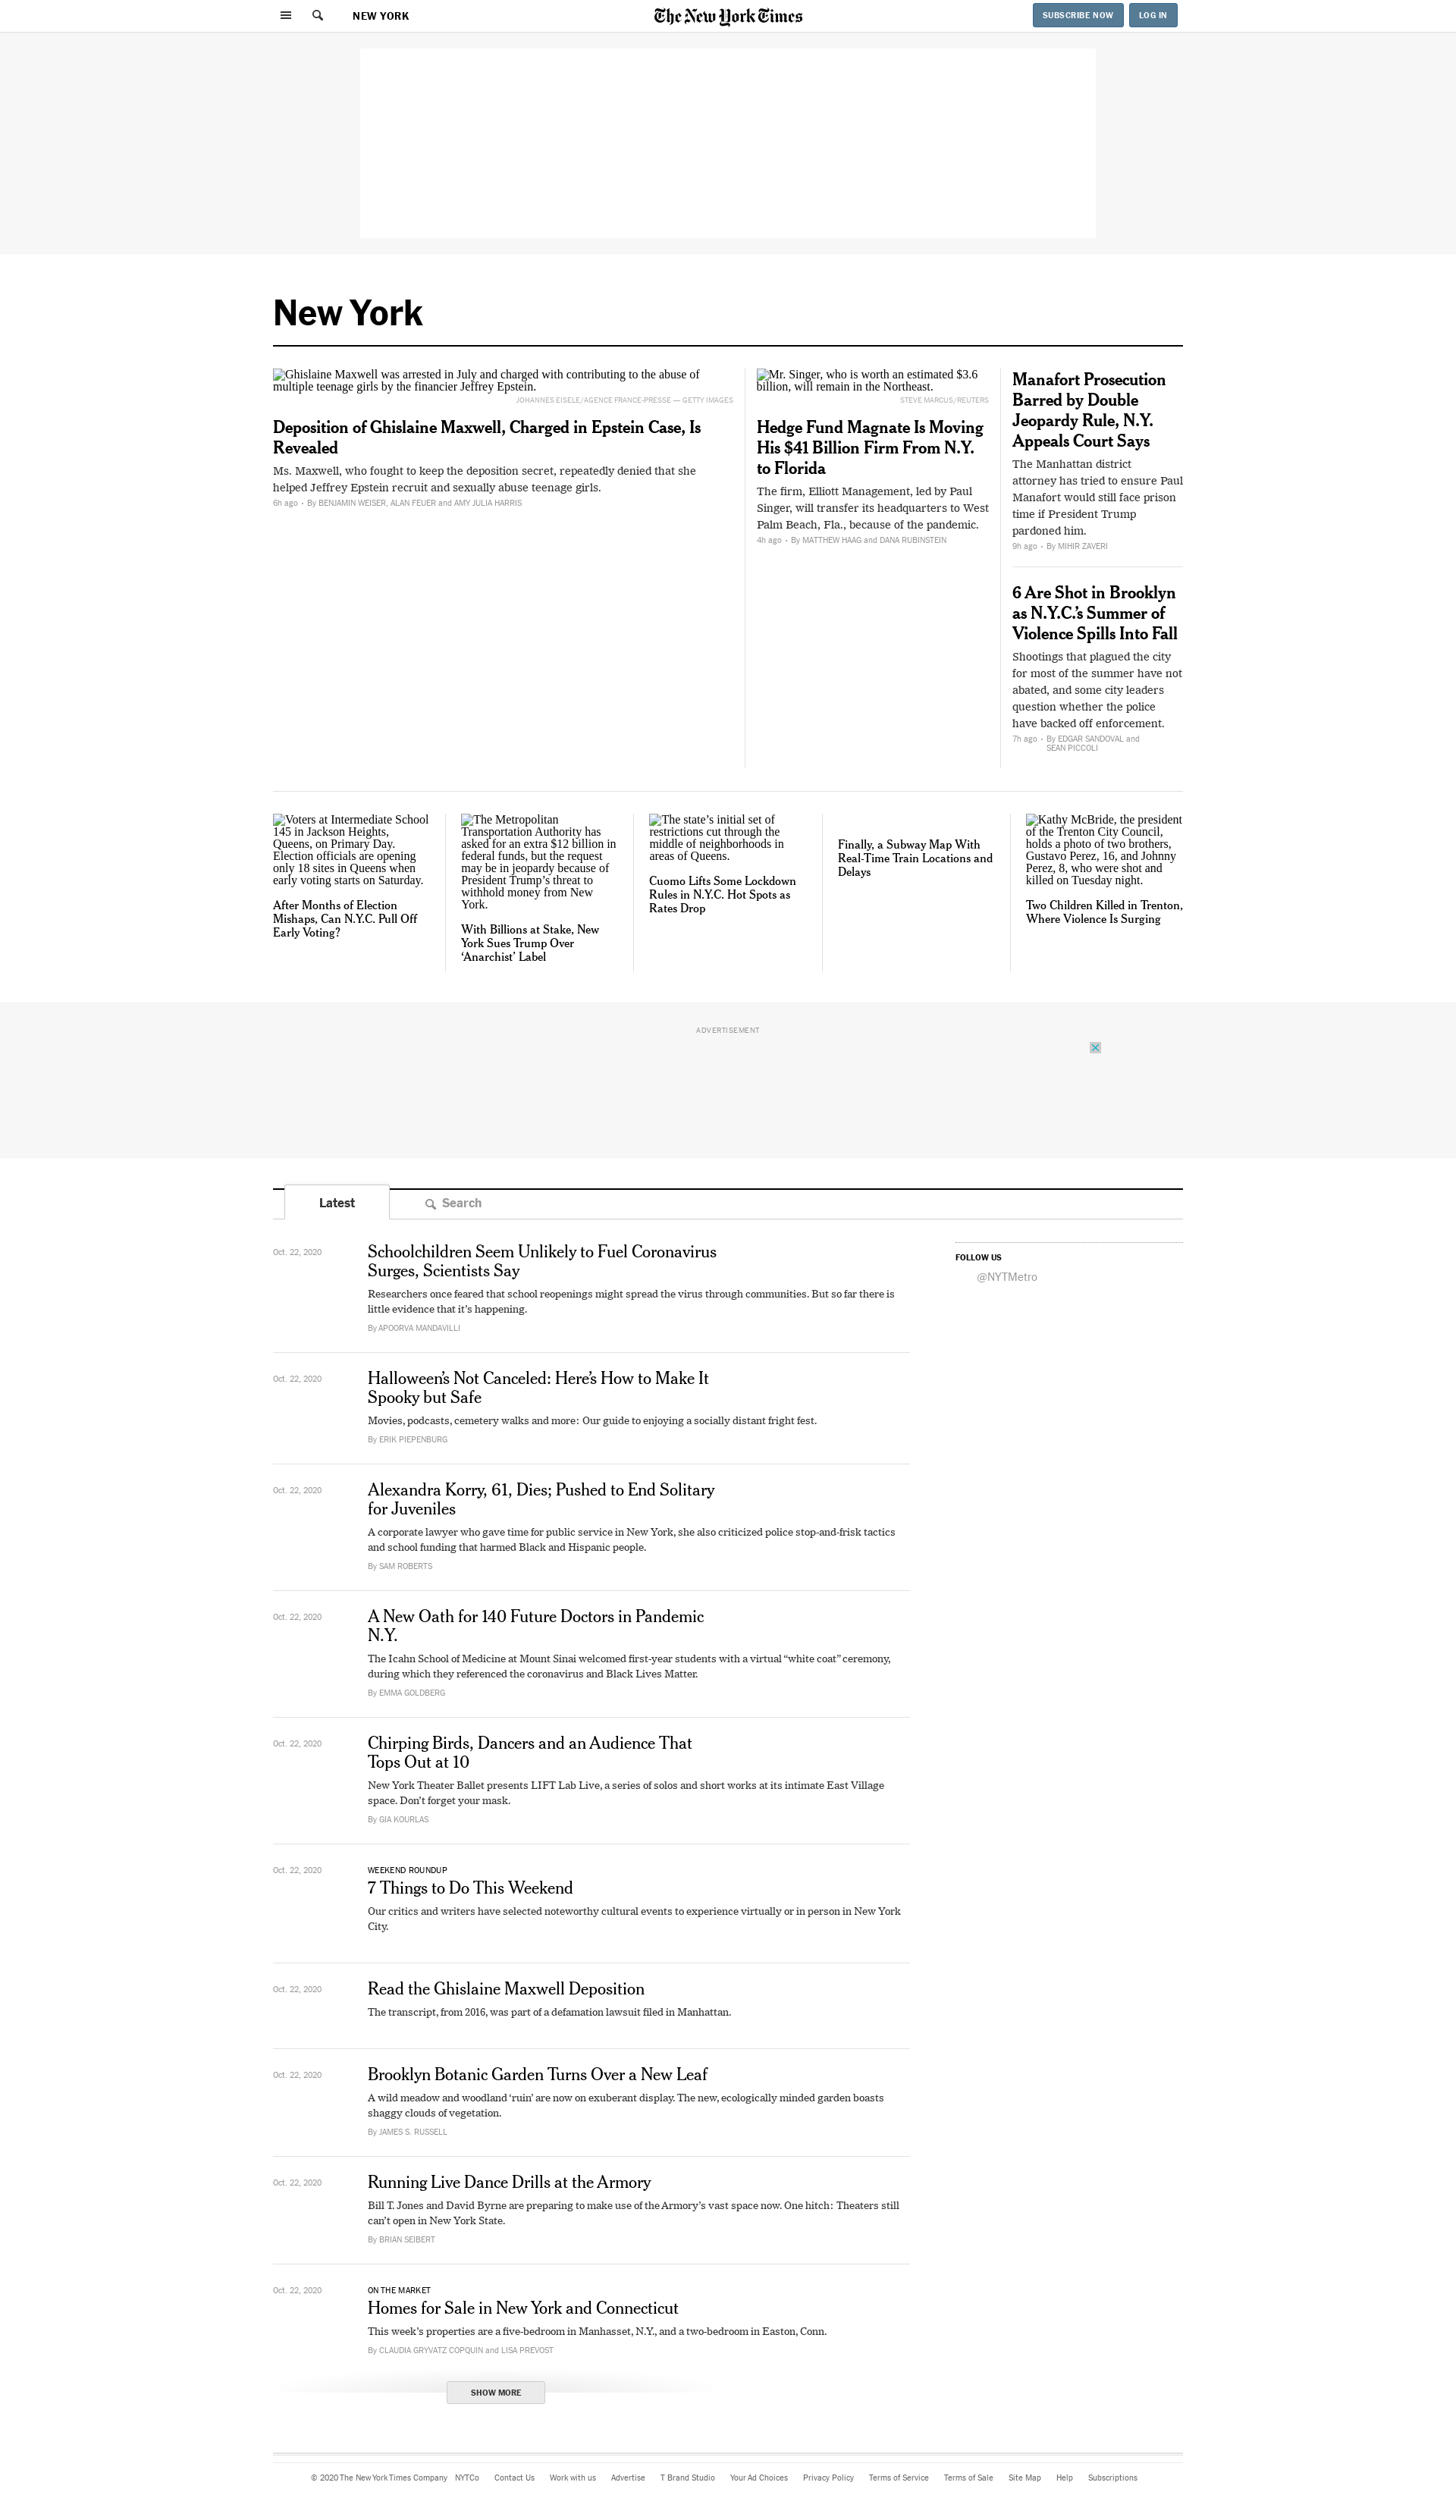 NEW YORK
The New York Times
SUBSCRIBE NOW
LOG IN
New York
Ghislaine Maxwell was arrested in July and charged with contributing to the abuse of
multiple teenage girls by the financier Jeffrey Epstein.
JOHANNES EISELE/AGENCE FRANCE-PRESSE — GETTY IMAGES
Deposition of Ghislaine Maxwell, Charged in Epstein Case, Is
Revealed
Ms. Maxwell, who fought to keep the deposition secret, repeatedly denied that she
helped Jeffrey Epstein recruit and sexually abuse teenage girls.
6h ago • By BENJAMIN WEISER, ALAN FEUER and AMY JULIA HARRIS
Mr. Singer, who is worth an estimated $3.6
billion, will remain in the Northeast.
STEVE MARCUS/REUTERS
Hedge Fund Magnate Is Moving
His $41 Billion Firm From N.Y.
to Florida
The firm, Elliott Management, led by Paul
Singer, will transfer its headquarters to West
Palm Beach, Fla., because of the pandemic.
4h ago • By MATTHEW HAAG and DANA RUBINSTEIN
Manafort Prosecution
Barred by Double
Jeopardy Rule, N.Y.
Appeals Court Says
The Manhattan district
attorney has tried to ensure Paul
Manafort would still face prison
time if President Trump
pardoned him.
9h ago • By MIHIR ZAVERI
6 Are Shot in Brooklyn
as N.Y.C.’s Summer of
Violence Spills Into Fall
Shootings that plagued the city
for most of the summer have not
abated, and some city leaders
question whether the police
have backed off enforcement.
7h ago • By EDGAR SANDOVAL and
SEAN PICCOLI
Voters at Intermediate School
145 in Jackson Heights,
Queens, on Primary Day.
Election officials are opening
only 18 sites in Queens when
early voting starts on Saturday.
After Months of Election
Mishaps, Can N.Y.C. Pull Off
Early Voting?
The Metropolitan
Transportation Authority has
asked for an extra $12 billion in
federal funds, but the request
may be in jeopardy because of
President Trump’s threat to
withhold money from New
York.
With Billions at Stake, New
York Sues Trump Over
‘Anarchist’ Label
The state’s initial set of
restrictions cut through the
middle of neighborhoods in
areas of Queens.
Cuomo Lifts Some Lockdown
Rules in N.Y.C. Hot Spots as
Rates Drop
Finally, a Subway Map With
Real-Time Train Locations and
Delays
Kathy McBride, the president
of the Trenton City Council,
holds a photo of two brothers,
Gustavo Perez, 16, and Johnny
Perez, 8, who were shot and
killed on Tuesday night.
Two Children Killed in Trenton,
Where Violence Is Surging
ADVERTISEMENT
Latest
Search
Oct. 22, 2020
Schoolchildren Seem Unlikely to Fuel Coronavirus
Surges, Scientists Say
Researchers once feared that school reopenings might spread the virus through communities. But so far there is
little evidence that it’s happening.
By APOORVA MANDAVILLI
FOLLOW US
@NYTMetro
Oct. 22, 2020
Halloween’s Not Canceled: Here’s How to Make It
Spooky but Safe
Movies, podcasts, cemetery walks and more: Our guide to enjoying a socially distant fright fest.
By ERIK PIEPENBURG
Oct. 22, 2020
Alexandra Korry, 61, Dies; Pushed to End Solitary
for Juveniles
A corporate lawyer who gave time for public service in New York, she also criticized police stop-and-frisk tactics
and school funding that harmed Black and Hispanic people.
By SAM ROBERTS
Oct. 22, 2020
A New Oath for 140 Future Doctors in Pandemic
N.Y.
The Icahn School of Medicine at Mount Sinai welcomed first-year students with a virtual “white coat” ceremony,
during which they referenced the coronavirus and Black Lives Matter.
By EMMA GOLDBERG
Oct. 22, 2020
Chirping Birds, Dancers and an Audience That
Tops Out at 10
New York Theater Ballet presents LIFT Lab Live, a series of solos and short works at its intimate East Village
space. Don’t forget your mask.
By GIA KOURLAS
Oct. 22, 2020
WEEKEND ROUNDUP
7 Things to Do This Weekend
Our critics and writers have selected noteworthy cultural events to experience virtually or in person in New York
City.
Oct. 22, 2020
Read the Ghislaine Maxwell Deposition
The transcript, from 2016, was part of a defamation lawsuit filed in Manhattan.
Oct. 22, 2020
Brooklyn Botanic Garden Turns Over a New Leaf
A wild meadow and woodland ‘ruin’ are now on exuberant display. The new, ecologically minded garden boasts
shaggy clouds of vegetation.
By JAMES S. RUSSELL
Oct. 22, 2020
Running Live Dance Drills at the Armory
Bill T. Jones and David Byrne are preparing to make use of the Armory’s vast space now. One hitch: Theaters still
can’t open in New York State.
By BRIAN SEIBERT
Oct. 22, 2020
ON THE MARKET
Homes for Sale in New York and Connecticut
This week’s properties are a five-bedroom in Manhasset, N.Y., and a two-bedroom in Easton, Conn.
By CLAUDIA GRYVATZ COPQUIN and LISA PREVOST
SHOW MORE
© 2020 The New York Times Company NYTCo Contact Us Work with us Advertise T Brand Studio Your Ad Choices Privacy Policy Terms of Service Terms of Sale Site Map Help Subscriptions